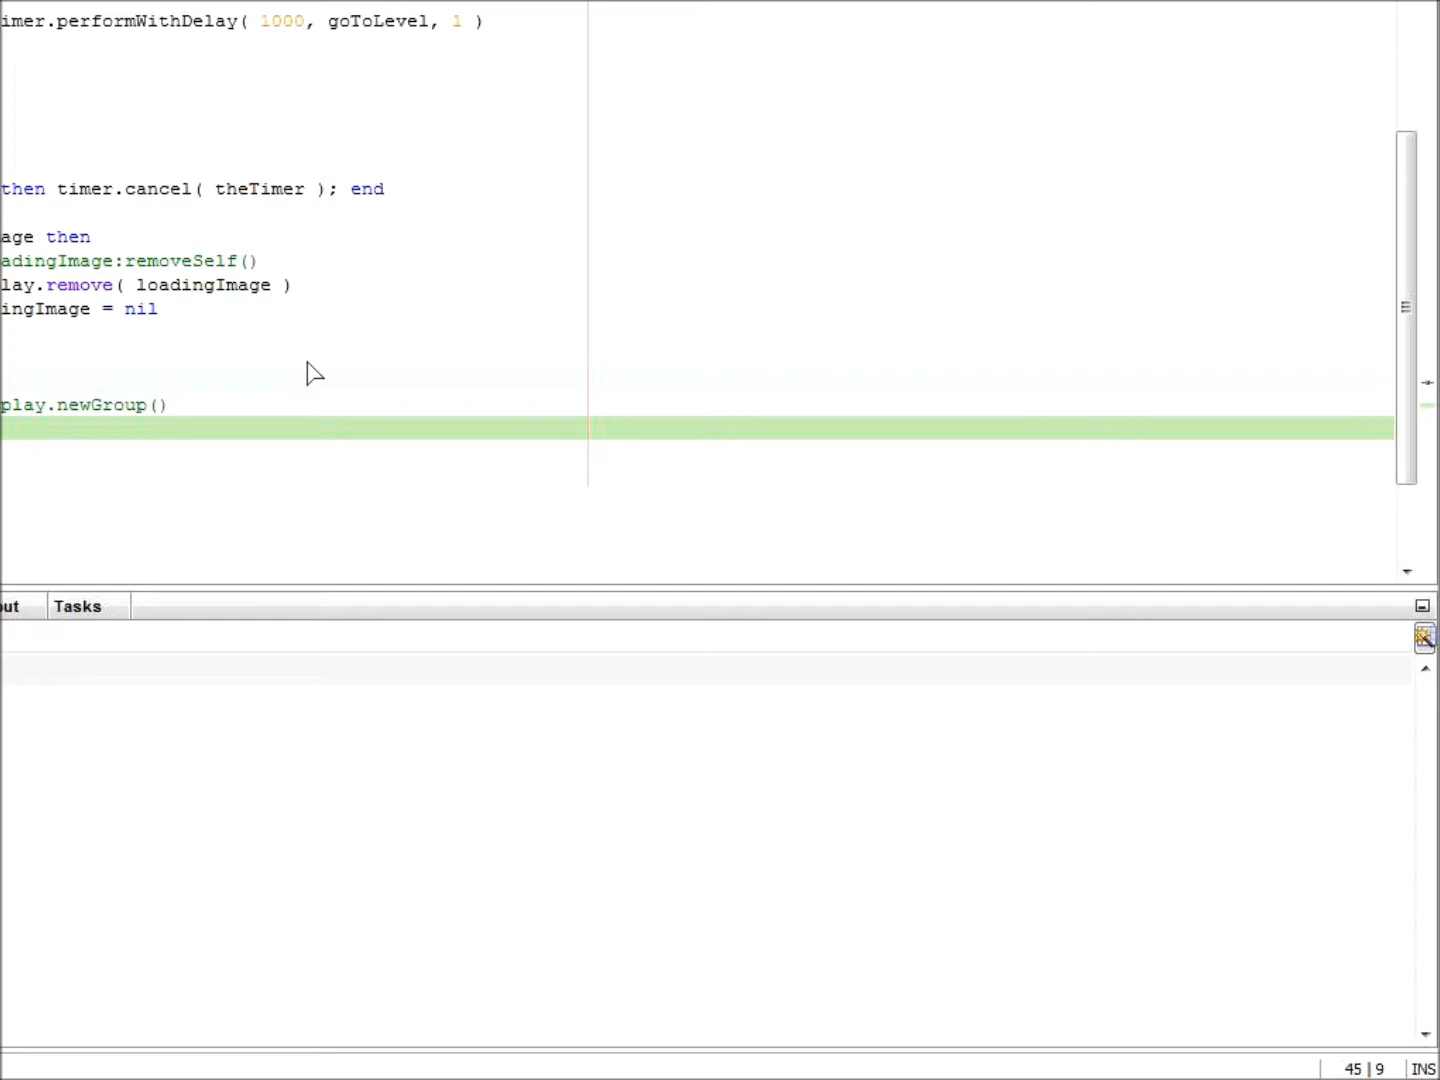 imer.performWithDelay( 1000, goToLevel, 1 )
then timer.cancel( theTimer ); end
age then
adingImage:removeSelf()
lay.remove( loadingImage )
ingImage = nil
play.newGroup()
out Tasks
45 | 9 INS